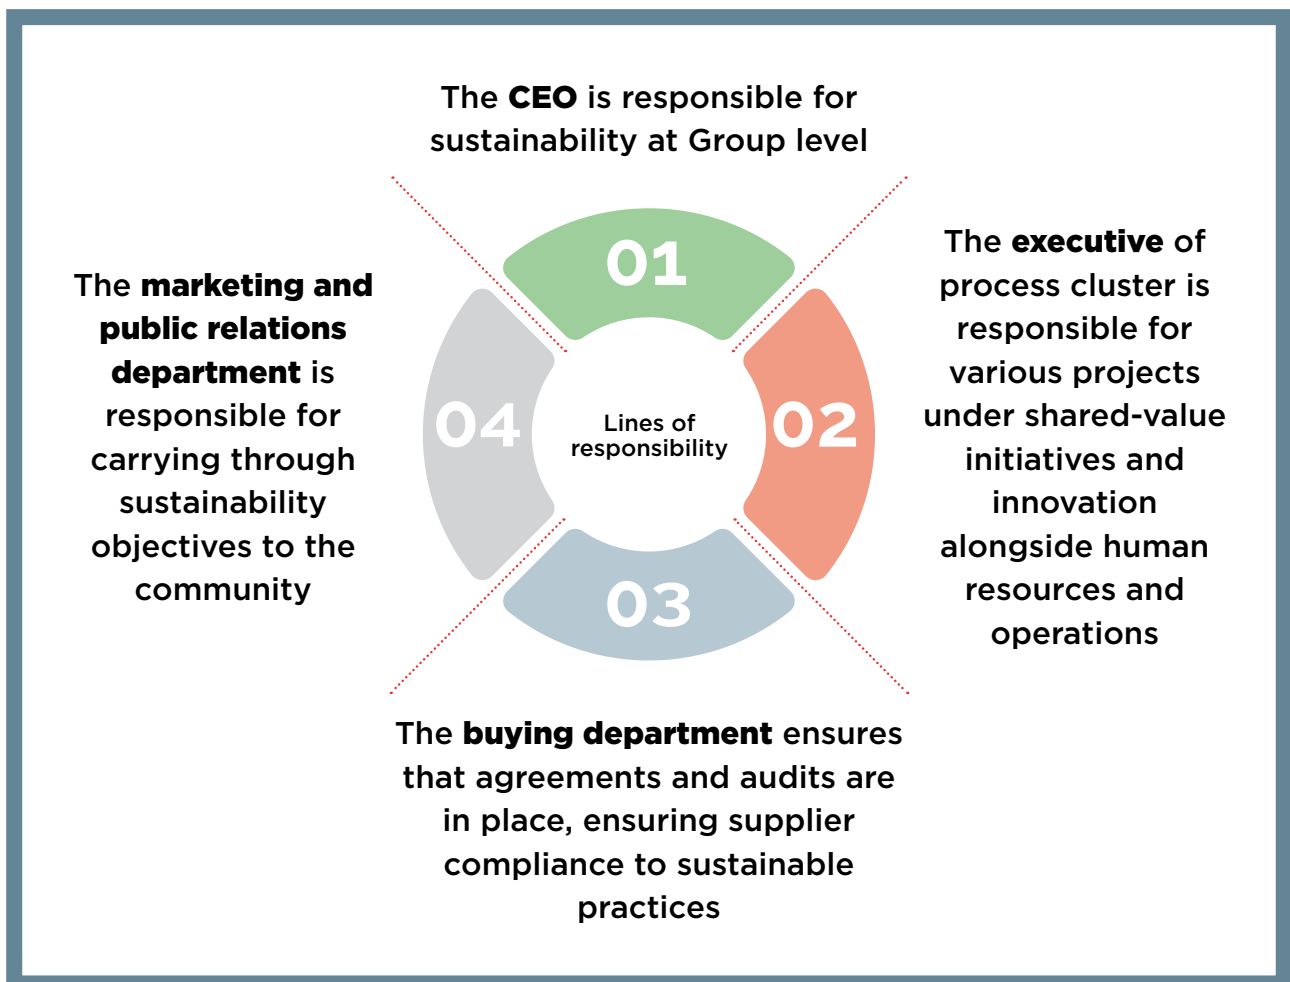 The CEO is responsible for
sustainability at Group level
01
The executive of
process cluster is
responsible for
various projects
under shared-value
initiatives and
innovation
alongside human
resources and
operations
02
The buying department ensures
that agreements and audits are
in place, ensuring supplier
compliance to sustainable
practices
03
The marketing and
public relations
department is
responsible for
carrying through
sustainability
objectives to the
community
04
Lines of
responsibility